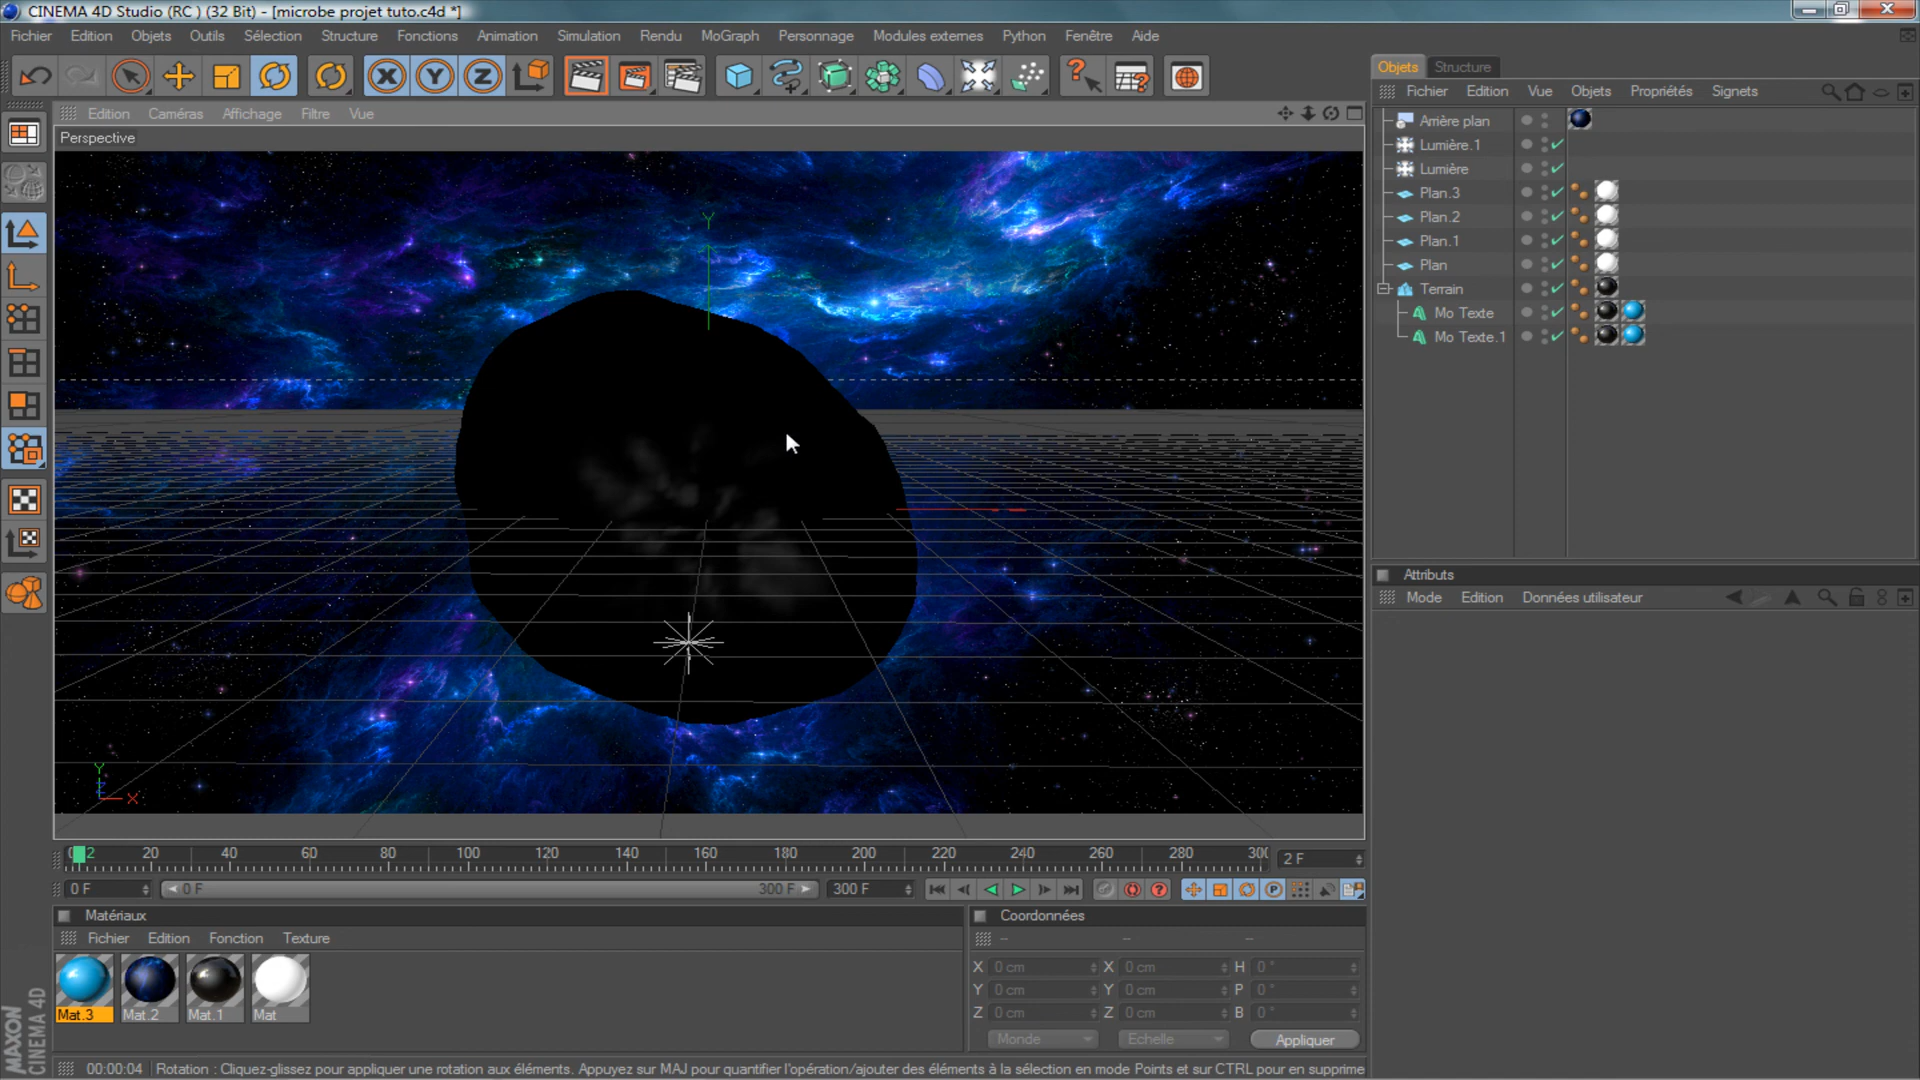 CINEMA 4D Studio (RC ) (32 Bit) - [microbe projet tuto.c4d *]
Fichier Edition Objets Outils Sélection Structure Fonctions Animation Simulation Rendu MoGraph Personnage Modules externes Python Fenêtre Aide
X Y Z
Objets Structure
Fichier Edition Vue Objets Propriétés Signets
Edition Caméras Affichage Filtre Vue
Perspective
Arrière plan
Lumière.1
Lumière
Plan.3
Plan.2
Plan.1
Plan
Terrain
Mo Texte
Mo Texte.1
Y
Y
X
Attributs
Mode Edition Données utilisateur
2 20 40 60 80 100 120 140 160 180 200 220 240 260 280 300 2 F
0 F 0 F 300 F 300 F
Matériaux
Fichier Edition Fonction Texture
Mat.3 Mat.2 Mat.1 Mat
Coordonnées
-- -- --
X 0 cm X 0 cm H 0 °
Y 0 cm Y 0 cm P 0 °
Z 0 cm Z 0 cm B 0 °
Monde Echelle Appliquer
MAXON
CINEMA 4D
00:00:04 Rotation : Cliquez-glissez pour appliquer une rotation aux éléments. Appuyez sur MAJ pour quantifier l'opération/ajouter des éléments à la sélection en mode Points et sur CTRL pour en supprime